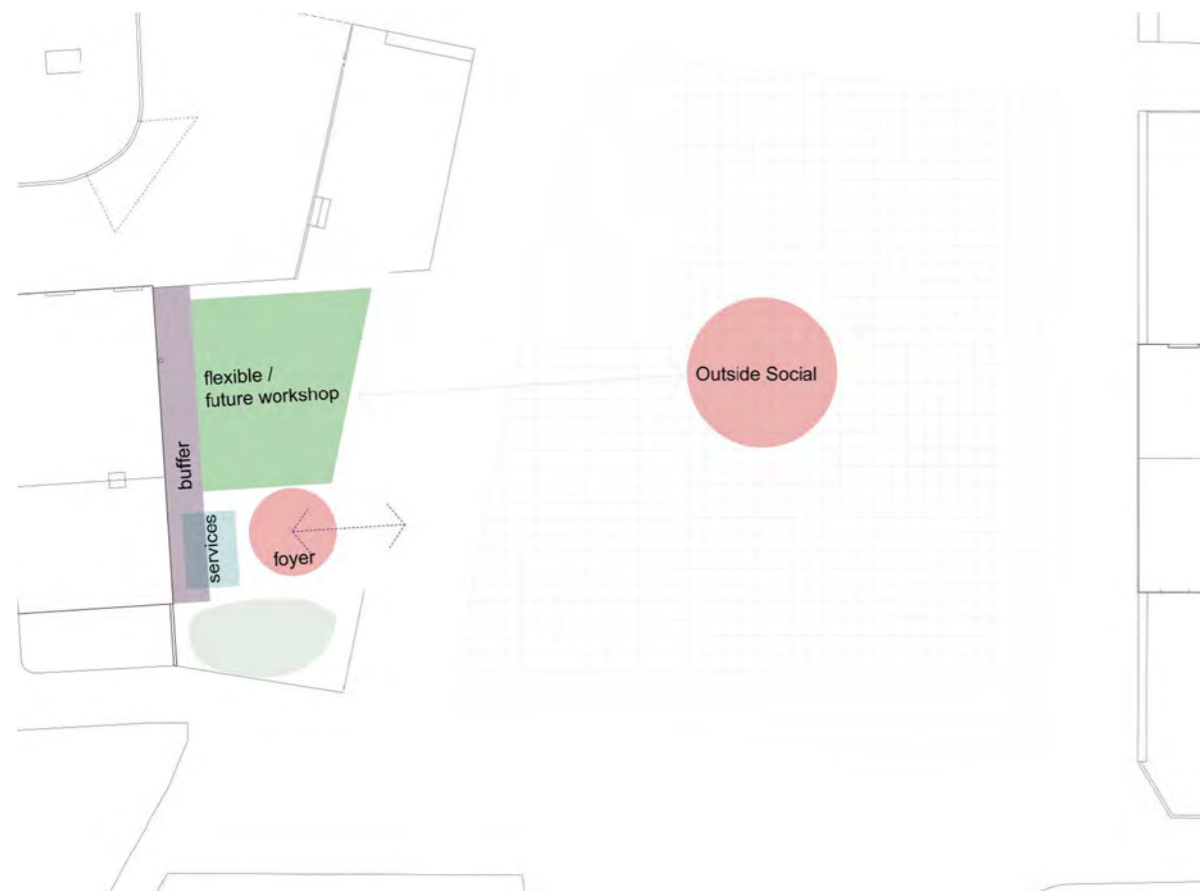 flexible /
future workshop
Outside Social
buffer
services
foyer